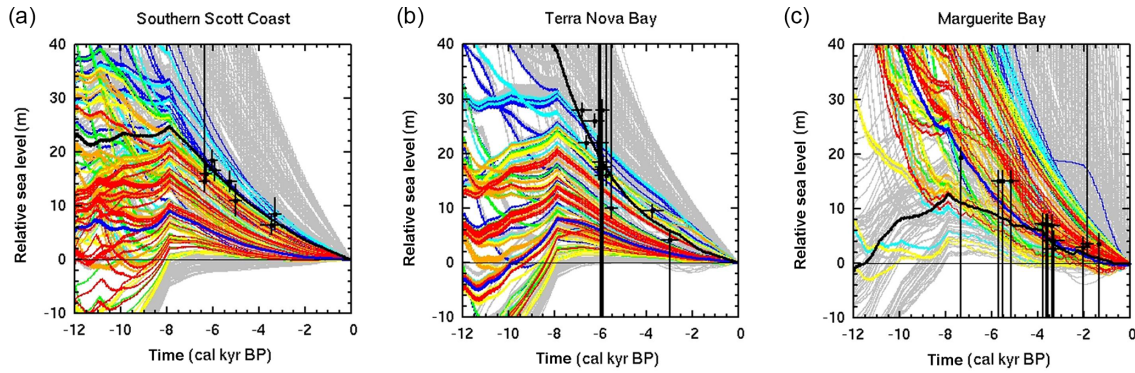 (a) Southern Scott Coast
40
30
20
10
0
-10
Relative sea level (m)
-12 -10 -8 -6 -4 -2 0
Time (cal kyr BP)
(b) Terra Nova Bay
40
30
20
10
0
-10
Relative sea level (m)
-12 -10 -8 -6 -4 -2 0
Time (cal kyr BP)
(c) Marguerite Bay
40
30
20
10
0
-10
Relative sea level (m)
-12 -10 -8 -6 -4 -2 0
Time (cal kyr BP)